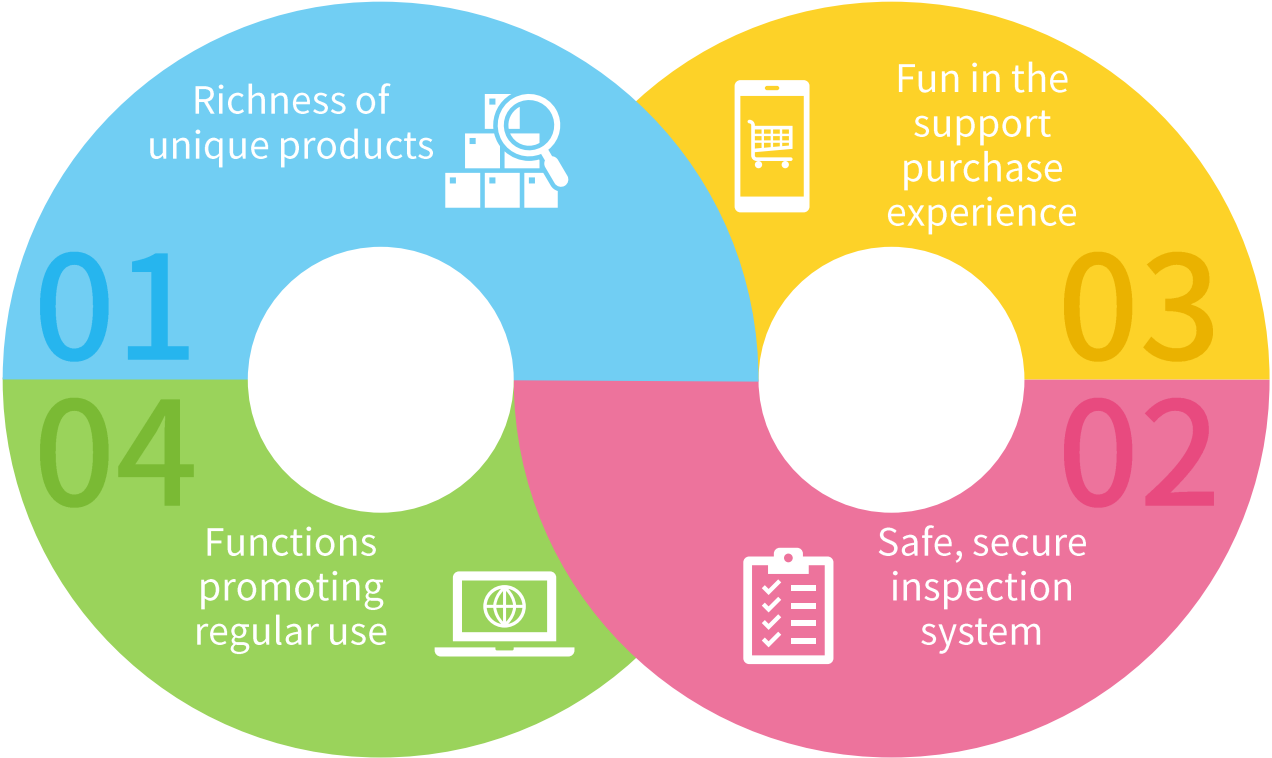 Richness of
unique products
01
Fun in the
support
purchase
experience
03
04
Functions
promoting
regular use
02
Safe, secure
inspection
system